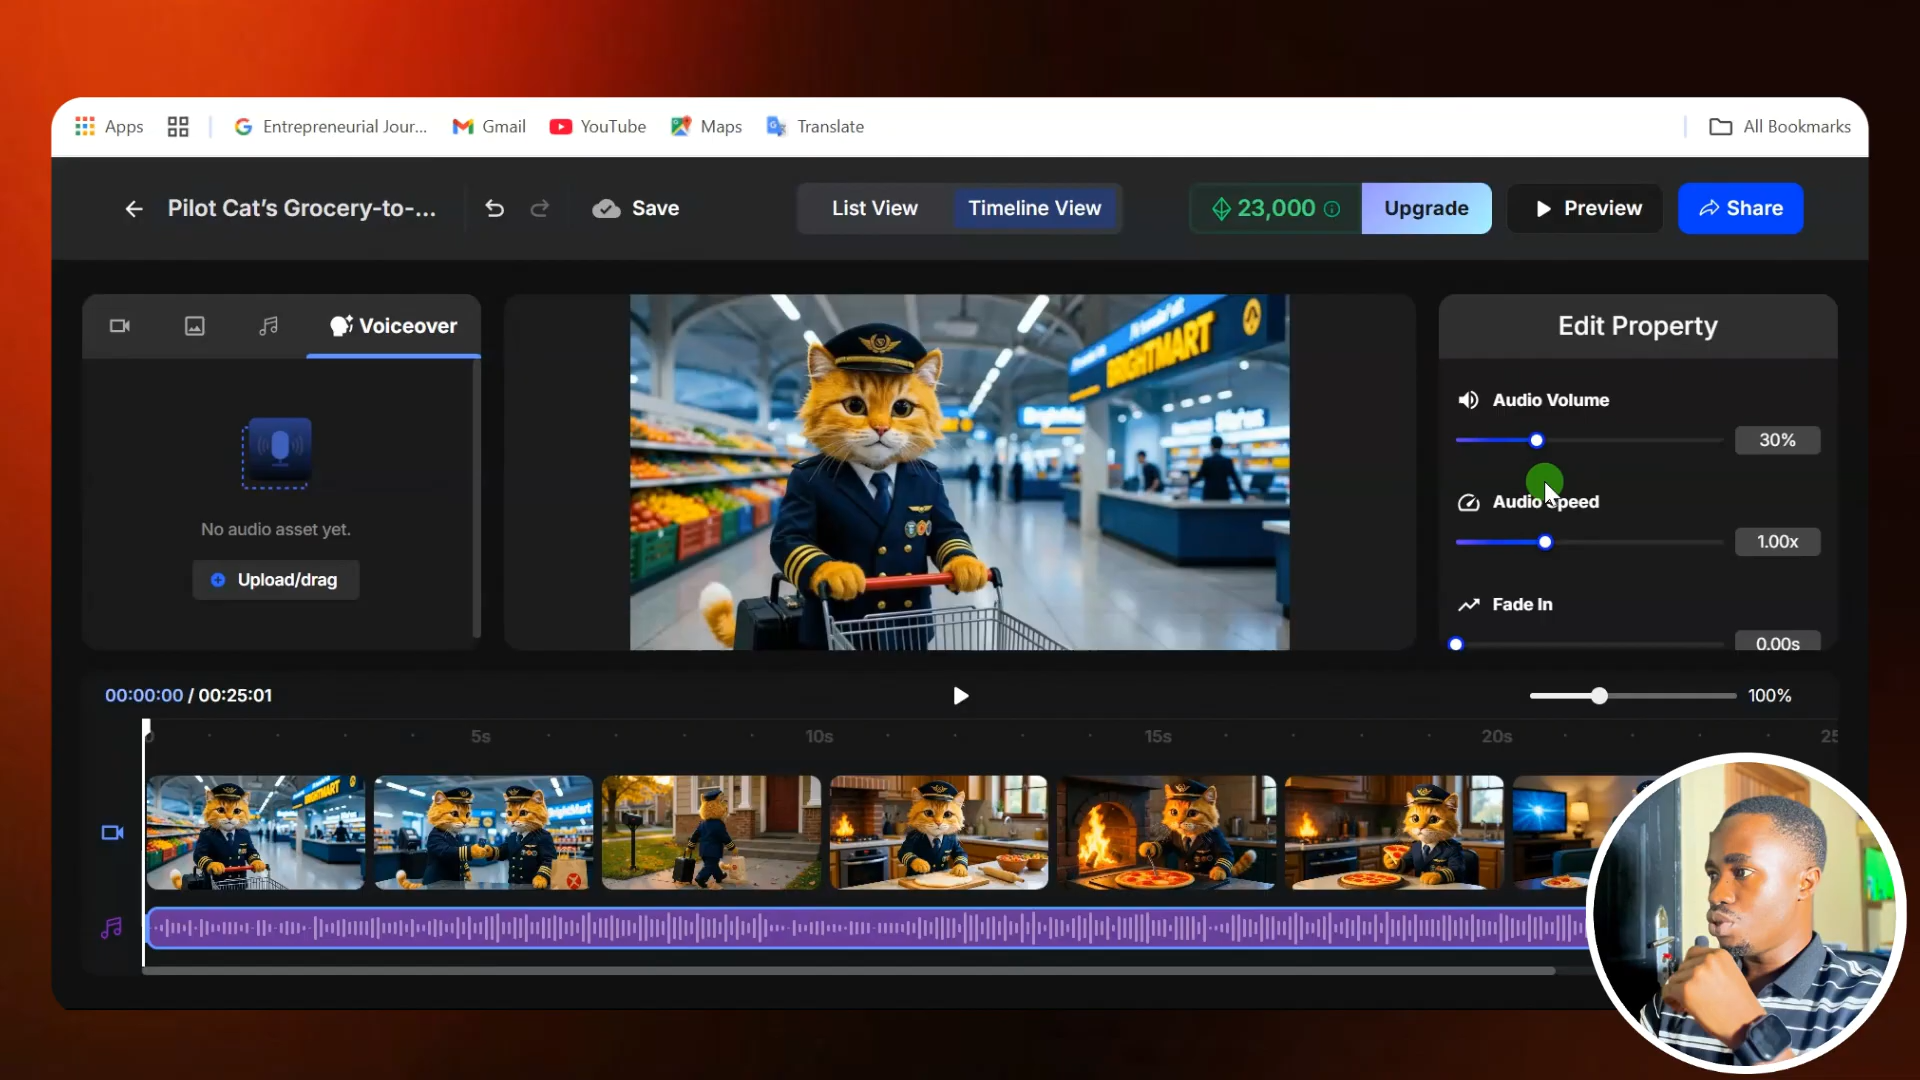 Apps
Entrepreneurial Jour...
Gmail
YouTube
Maps
Translate
All Bookmarks
Pilot Cat's Grocery-to-...
Save
List View
Timeline View
23,000
Upgrade
Preview
Share
Voiceover
No audio asset yet.
Upload/drag
BRIGHTMART
Edit Property
Audio Volume
30%
Audio Speed
1.00x
Fade In
0.00s
00:00:00 / 00:25:01
100%
5s
10s
15s
20s